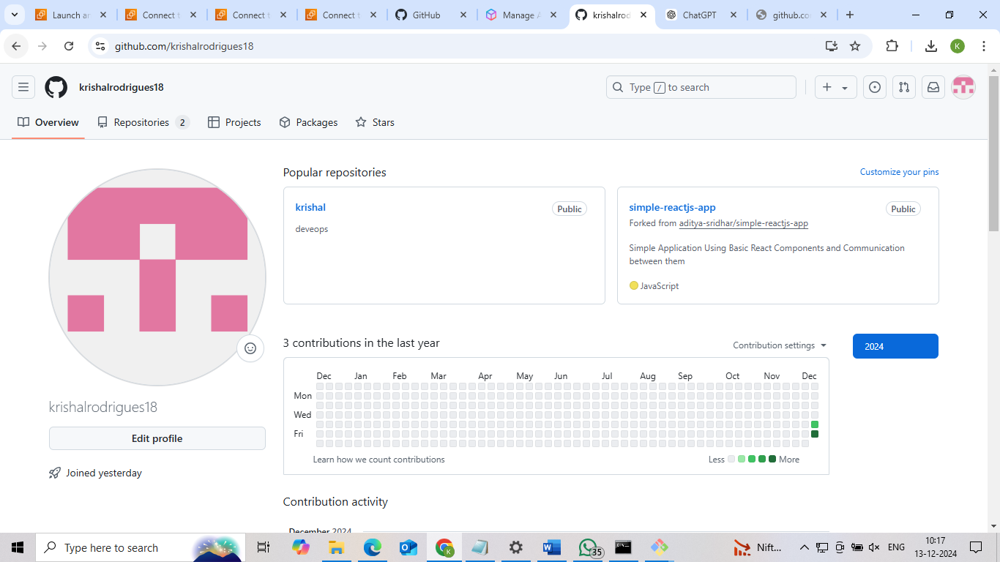 Launch an
Connect t
Connect t
Connect t
GitHub
Manage A
krishalrod
ChatGPT
github.co
github.com/krishalrodrigues18
K
krishalrodrigues18
Type / to search
Overview
Repositories 2
Projects
Packages
Stars
Popular repositories
Customize your pins
krishal
Public
deveops
simple-reactjs-app
Public
Forked from aditya-sridhar/simple-reactjs-app
Simple Application Using Basic React Components and Communication
between them
JavaScript
3 contributions in the last year
Contribution settings
2024
Dec Jan Feb Mar Apr May Jun Jul Aug Sep Oct Nov Dec
Mon
Wed
Fri
Learn how we count contributions
Less
More
krishalrodrigues18
Edit profile
Joined yesterday
Contribution activity
December 2024
Type here to search
K
35
Nift...
ENG
10:17
13-12-2024